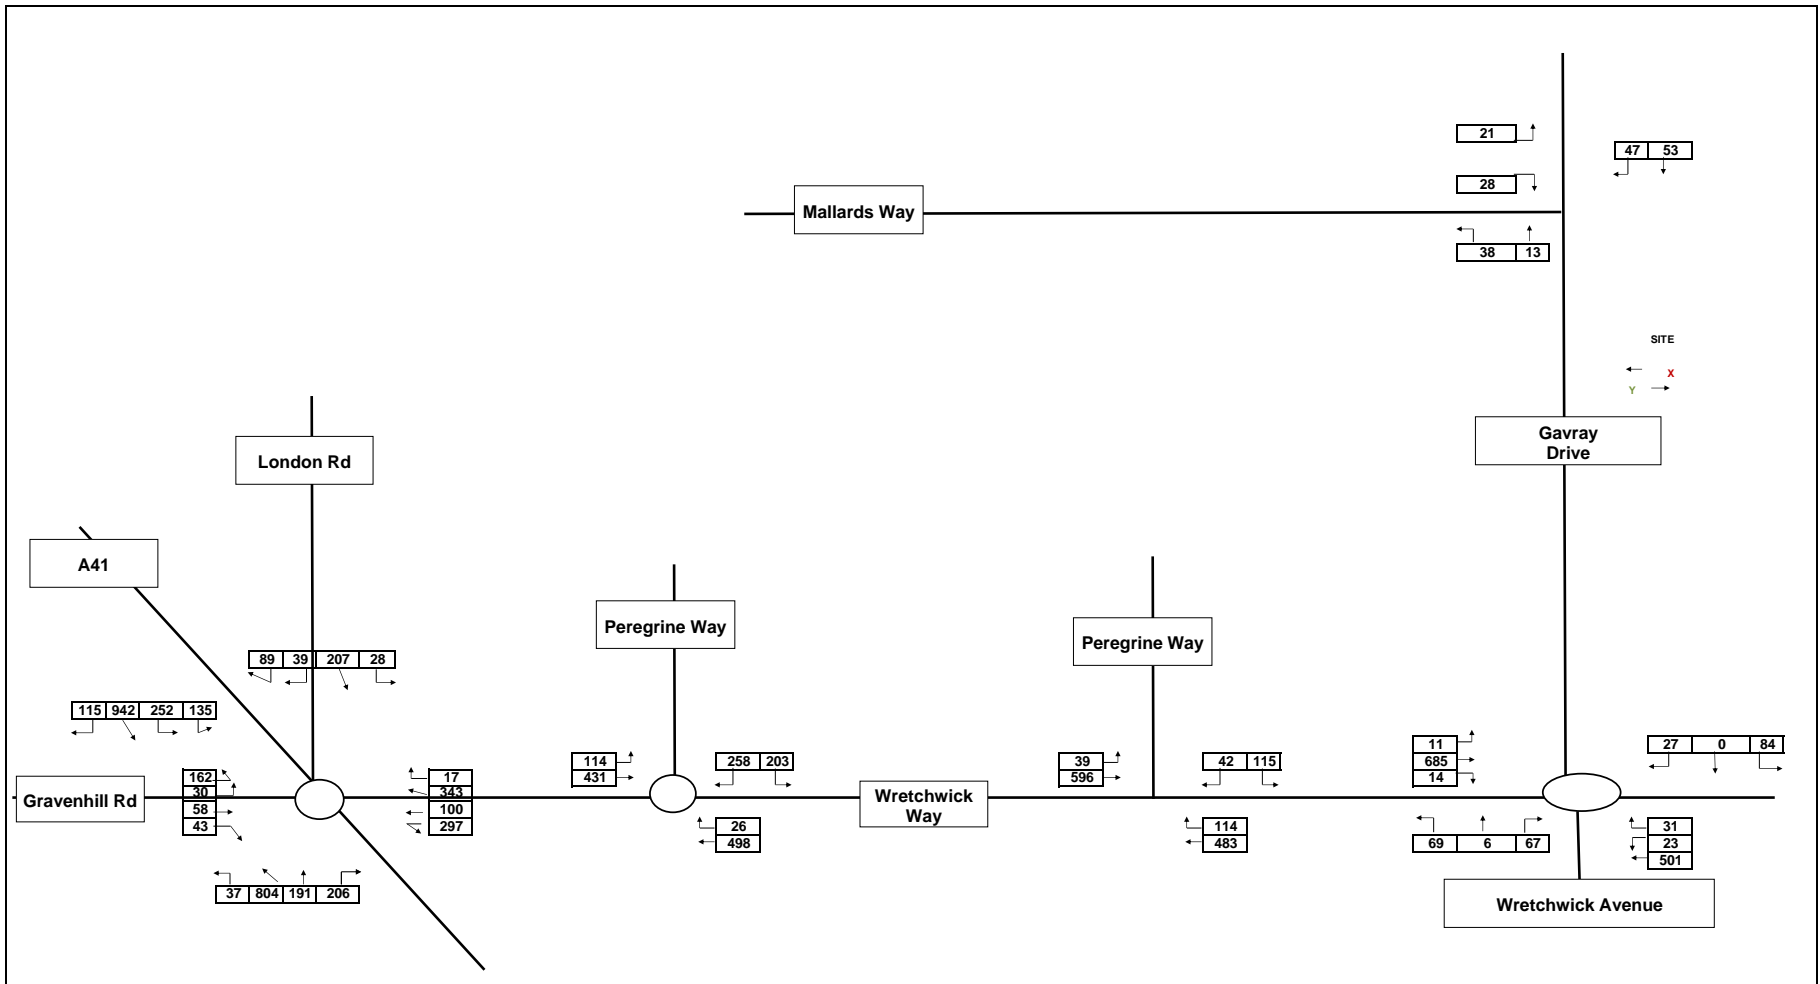 21
47 53
28
Mallards Way
38 13
SITE
X
Y
Gavray
Drive
London Rd
A41
Peregrine Way
Peregrine Way
89 39 207 28
115 942 252 135
11
685
14
27 0 84
114
431
258 203
39
596
42 115
162
30
58
43
Gravenhill Rd
17
343
100
297
Wretchwick
Way
26
498
114
483
69 6 67
31
23
501
37 804 191 206
Wretchwick Avenue